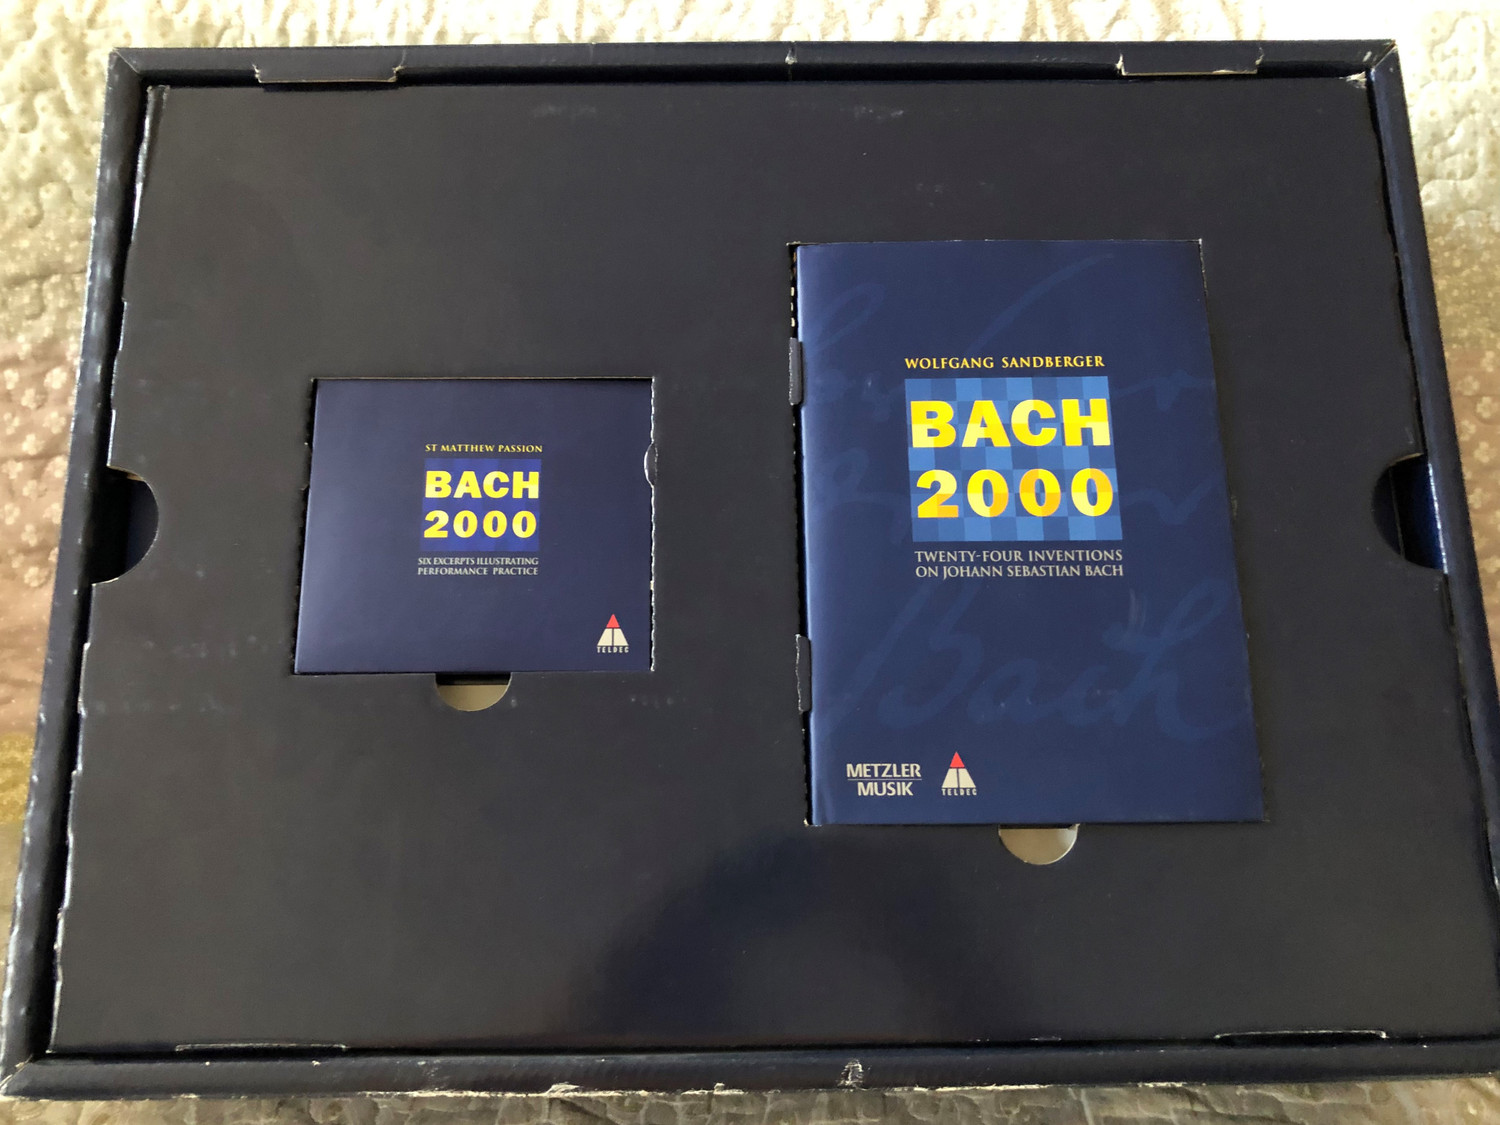 ST MATTHEW PASSION
BACH
2000
SIX EXCERPTS ILLUSTRATING
PERFORMANCE PRACTICE
TELDEC
WOLFGANG SANDBERGER
BACH
2000
TWENTY-FOUR INVENTIONS
ON JOHANN SEBASTIAN BACH
Bach
METZLER
MUSIK
TELDEC